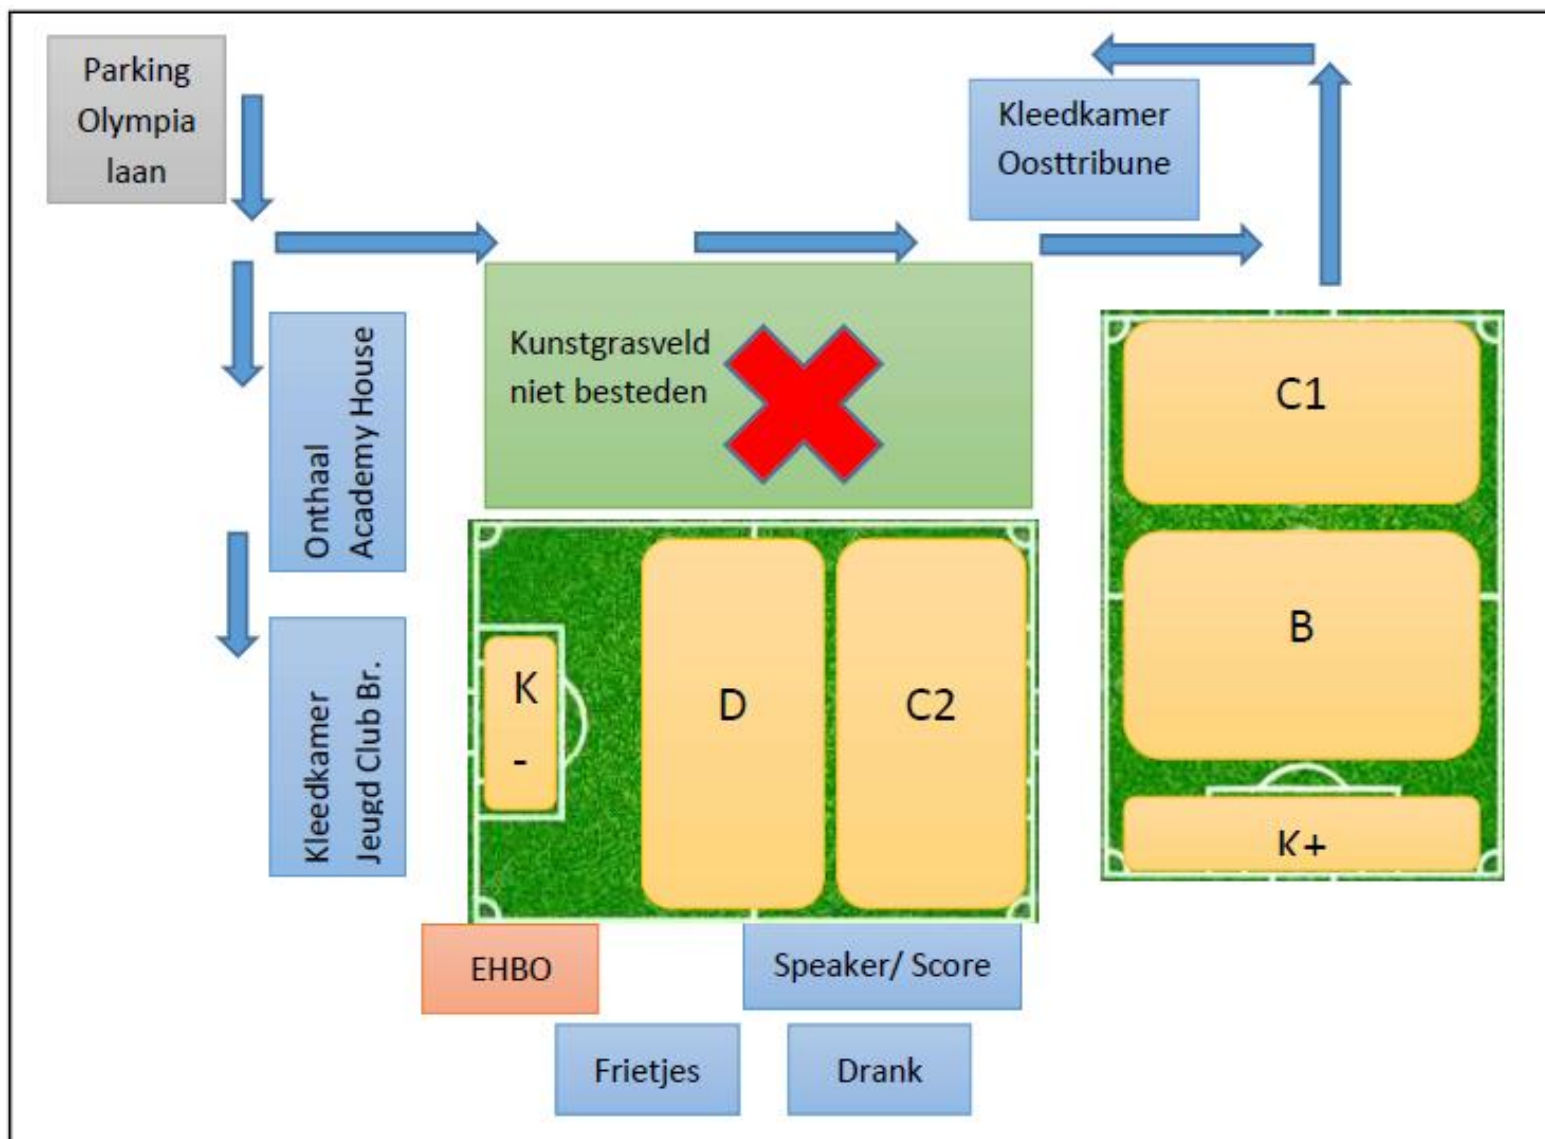 Parking
Olympia
laan
Kleedkamer
Oosttribune
Kunstgrasveld
niet besteden
Onthaal
Academy House
Kleedkamer
Jeugd Club Br.
C1
B
K+
K
-
D
C2
EHBO
Speaker/ Score
Frietjes
Drank